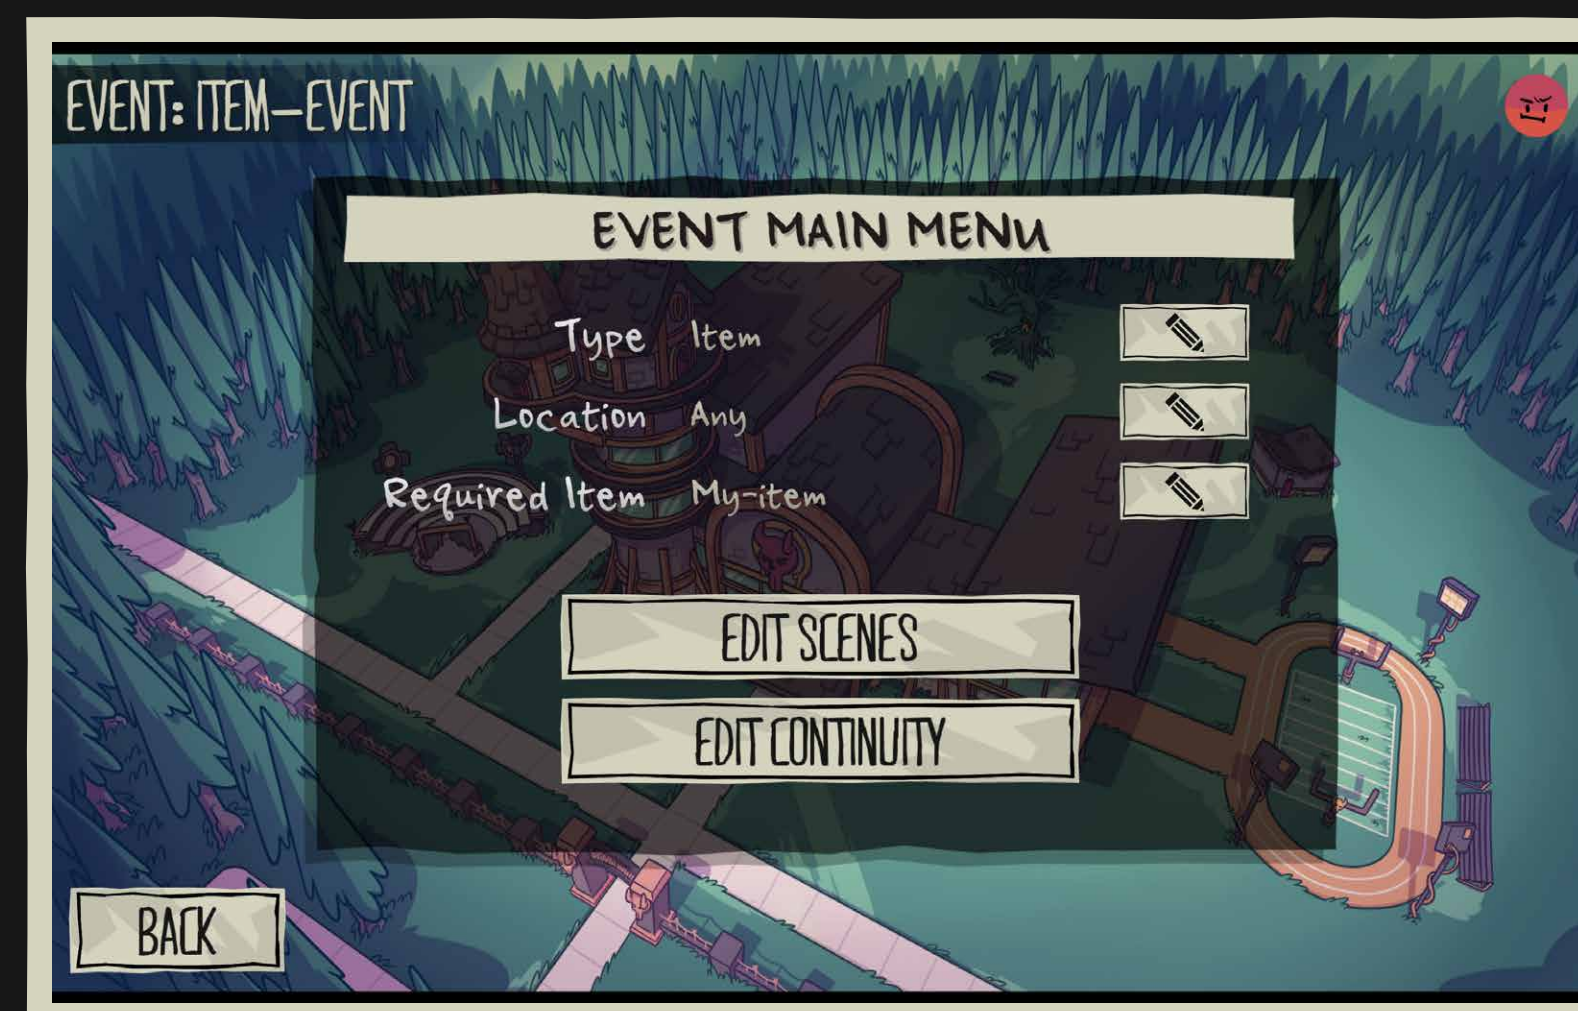 EVENT: ITEM-EVENT
EVENT MAIN MENU
Type Item
Location Any
Required Item My-item
EDIT SCENES
EDIT CONTINUITY
BACK